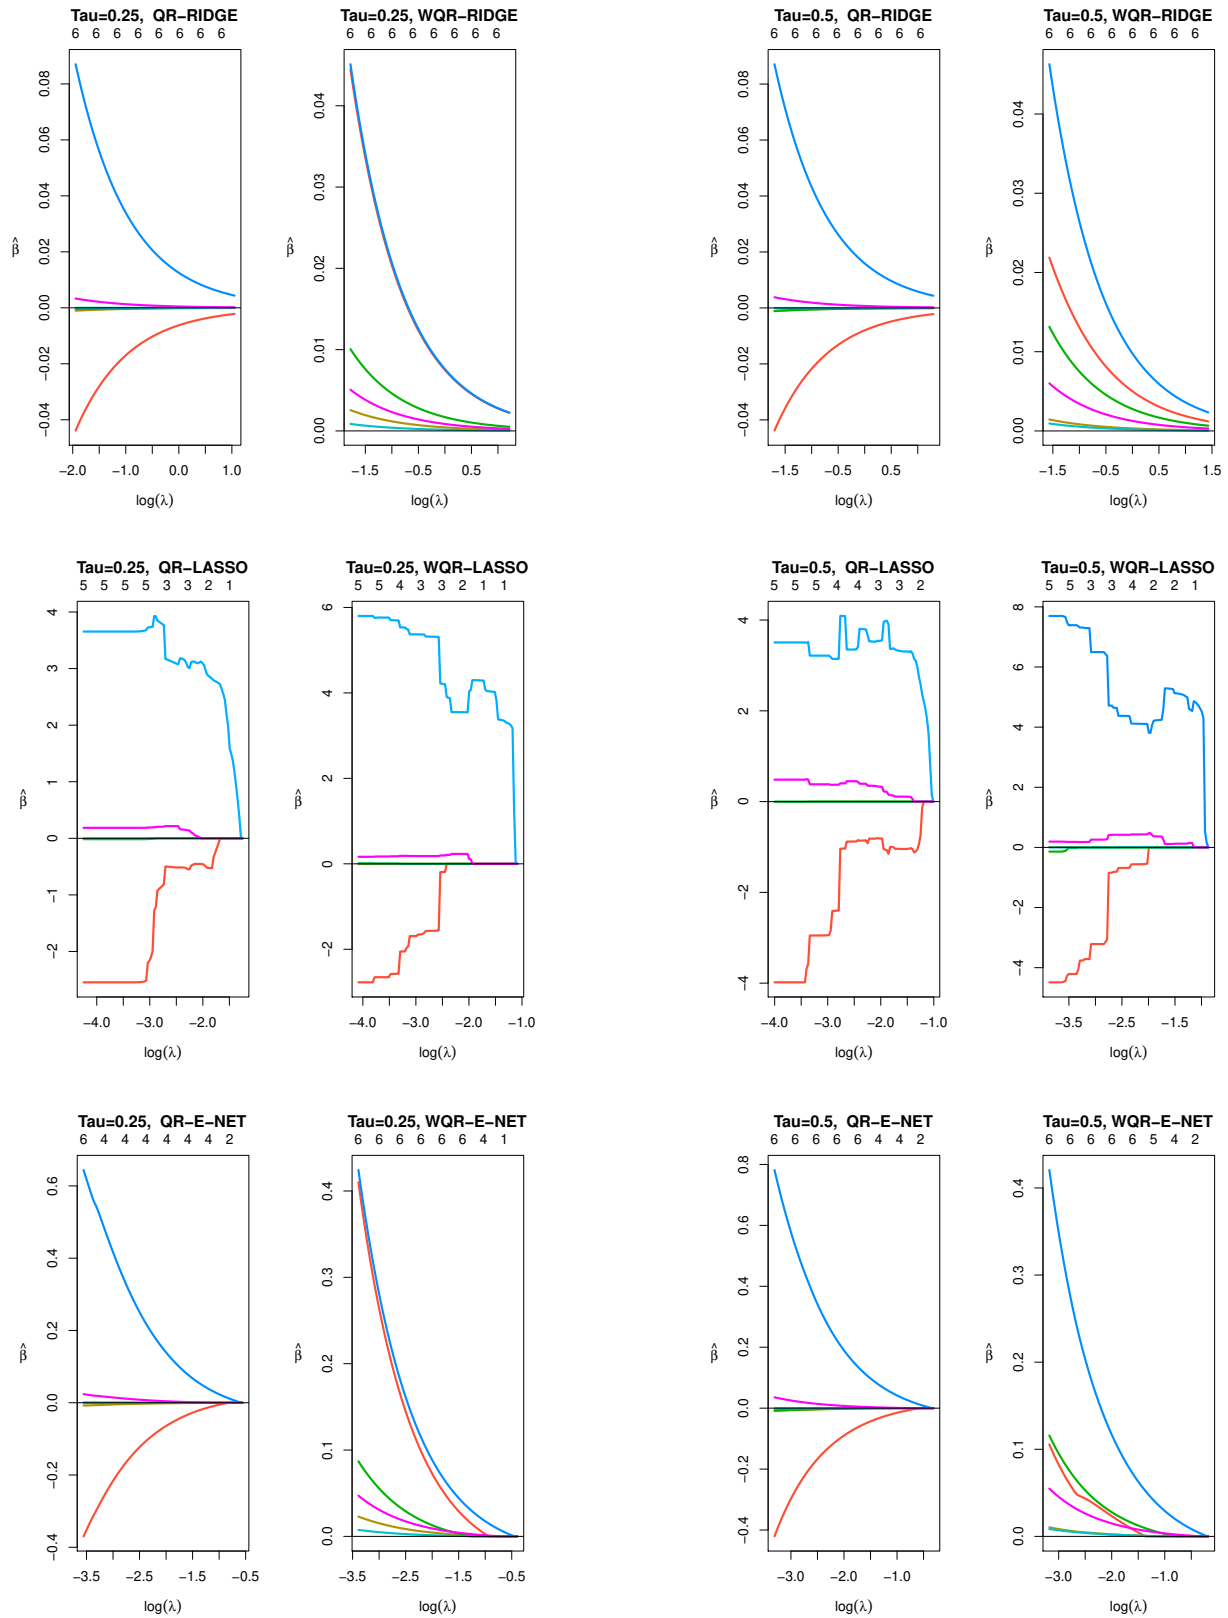 Tau=0.25,  QR−RIDGE
6 6 6 6 6 6 6
0.08
0.06
0.04
0.02
0.00
−0.02
−0.04
β̂
−2.0 −1.0 0.0 1.0
log(λ)
Tau=0.25, WQR−RIDGE
6 6 6 6 6 6 6
0.04
0.03
0.02
0.01
0.00
β̂
−1.5 −0.5 0.5
log(λ)
Tau=0.5,  QR−RIDGE
6 6 6 6 6 6 6
0.08
0.06
0.04
0.02
0.00
−0.02
−0.04
β̂
−1.5 −0.5 0.5
log(λ)
Tau=0.5, WQR−RIDGE
6 6 6 6 6 6 6
0.04
0.03
0.02
0.01
0.00
β̂
−1.5 −0.5 0.5 1.5
log(λ)
Tau=0.25,  QR−LASSO
5 5 5 5 3 3 2 1
4
3
2
1
0
−1
−2
β̂
−4.0 −3.0 −2.0
log(λ)
Tau=0.25, WQR−LASSO
5 5 4 3 3 2 1 1
6
4
2
0
−2
β̂
−4.0 −3.0 −2.0 −1.0
log(λ)
Tau=0.5,  QR−LASSO
5 5 5 4 4 3 3 2
4
2
0
−2
−4
β̂
−4.0 −3.0 −2.0 −1.0
log(λ)
Tau=0.5, WQR−LASSO
5 5 3 3 4 2 2 1
8
6
4
2
0
−2
−4
β̂
−3.5 −2.5 −1.5
log(λ)
Tau=0.25,  QR−E−NET
6 4 4 4 4 4 4 2
0.6
0.4
0.2
0.0
−0.2
−0.4
β̂
−3.5 −2.5 −1.5 −0.5
log(λ)
Tau=0.25, WQR−E−NET
6 6 6 6 6 6 4 1
0.4
0.3
0.2
0.1
0.0
β̂
−3.5 −2.5 −1.5 −0.5
log(λ)
Tau=0.5,  QR−E−NET
6 6 6 6 4 4 4 2
0.8
0.6
0.4
0.2
0.0
−0.2
−0.4
β̂
−3.0 −2.0 −1.0
log(λ)
Tau=0.5, WQR−E−NET
6 6 6 6 6 5 4 2
0.4
0.3
0.2
0.1
0.0
β̂
−3.0 −2.0 −1.0
log(λ)